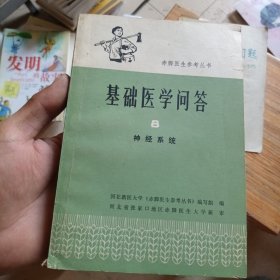 赤脚医生参考丛书
基础医学问答
8
神经系统
河北新医大学《赤脚医生参考丛书》编写组 编
河北省张家口地区赤脚医生大学 审
发明
故